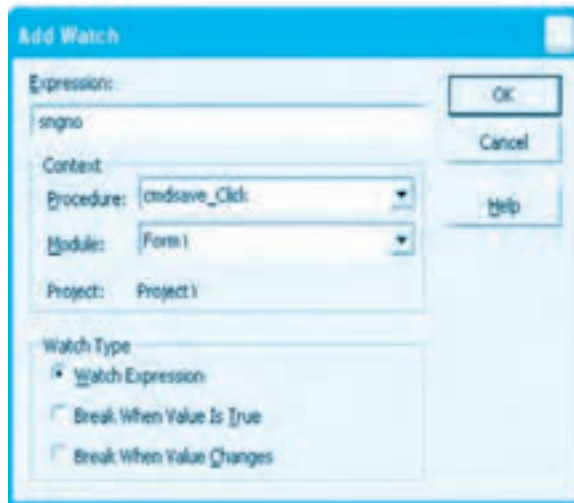 Add Watch
Expression:
OK
sngno
Cancel
Context
Procedure: cmdsave_Click
Help
Module: Form1
Project: Project1
Watch Type
Watch Expression
Break When Value Is True
Break When Value Changes